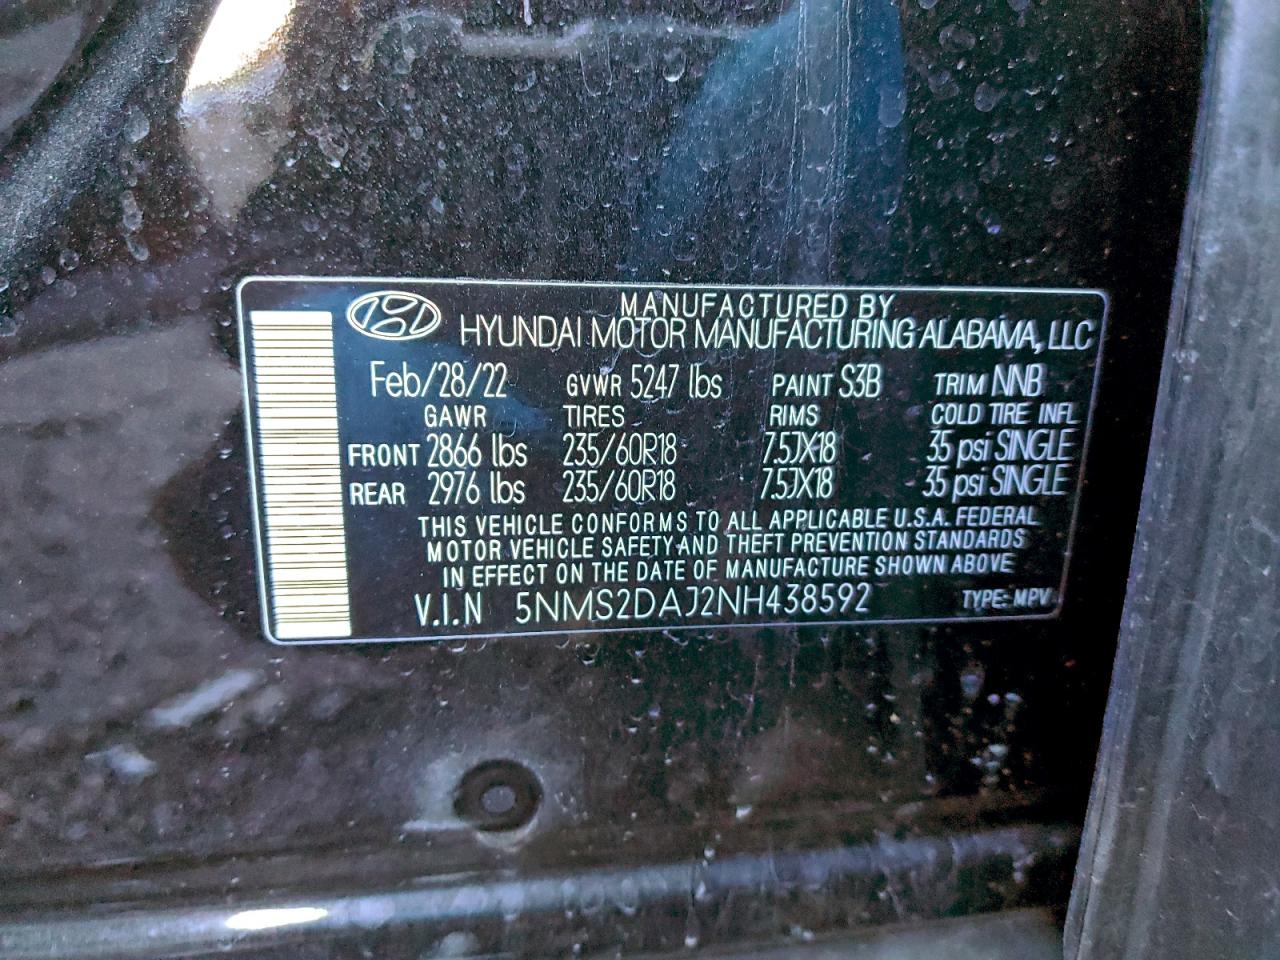 MANUFACTURED BY
HYUNDAI MOTOR MANUFACTURING ALABAMA, LLC
Feb/28/22 GVWR 5247 lbs PAINT S3B TRIM NNB
GAWR TIRES RIMS COLD TIRE INFL
FRONT 2866 lbs 235/60R18 7.5JX18 35 psi SINGLE
REAR 2976 lbs 235/60R18 7.5JX18 35 psi SINGLE
THIS VEHICLE CONFORMS TO ALL APPLICABLE U.S.A. FEDERAL
MOTOR VEHICLE SAFETY AND THEFT PREVENTION STANDARDS
IN EFFECT ON THE DATE OF MANUFACTURE SHOWN ABOVE
V.I.N 5NMS2DAJ2NH438592 TYPE: MPV